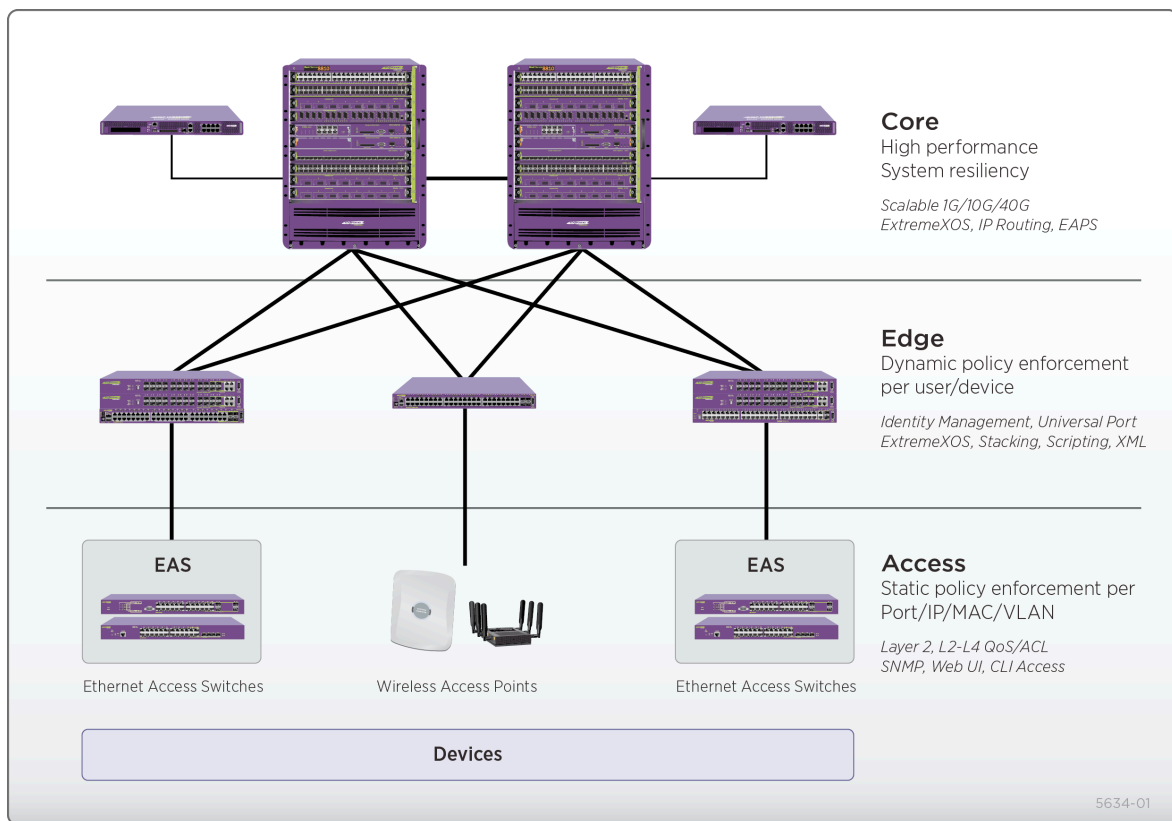 Core
High performance
System resiliency
Scalable 1G/10G/40G
ExtremeXOS, IP Routing, EAPS
Edge
Dynamic policy enforcement
per user/device
Identity Management, Universal Port
ExtremeXOS, Stacking, Scripting, XML
EAS
EAS
Access
Static policy enforcement per
Port/IP/MAC/VLAN
Layer 2, L2-L4 QoS/ACL
SNMP, Web UI, CLI Access
Ethernet Access Switches
Wireless Access Points
Ethernet Access Switches
Devices
5634-01